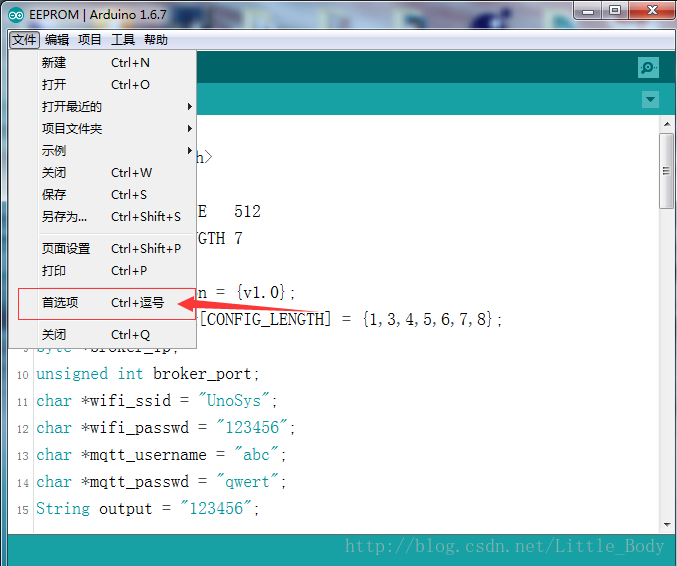 EEPROM | Arduino 1.6.7
文件 编辑 项目 工具 帮助
新建 Ctrl+N
打开 Ctrl+O
打开最近的
项目文件夹
示例
关闭 Ctrl+W
保存 Ctrl+S
另存为... Ctrl+Shift+S
页面设置 Ctrl+Shift+P
打印 Ctrl+P
首选项 Ctrl+逗号
关闭 Ctrl+Q
h>
E 512
GTH 7
n = {v1.0};
[CONFIG_LENGTH] = {1,3,4,5,6,7,8};
10 unsigned int broker_port;
11 char *wifi_ssid = "UnoSys";
12 char *wifi_passwd = "123456";
13 char *mqtt_username = "abc";
14 char *mqtt_passwd = "qwert";
15 String output = "123456";
http://blog.csdn.net/Little_Body